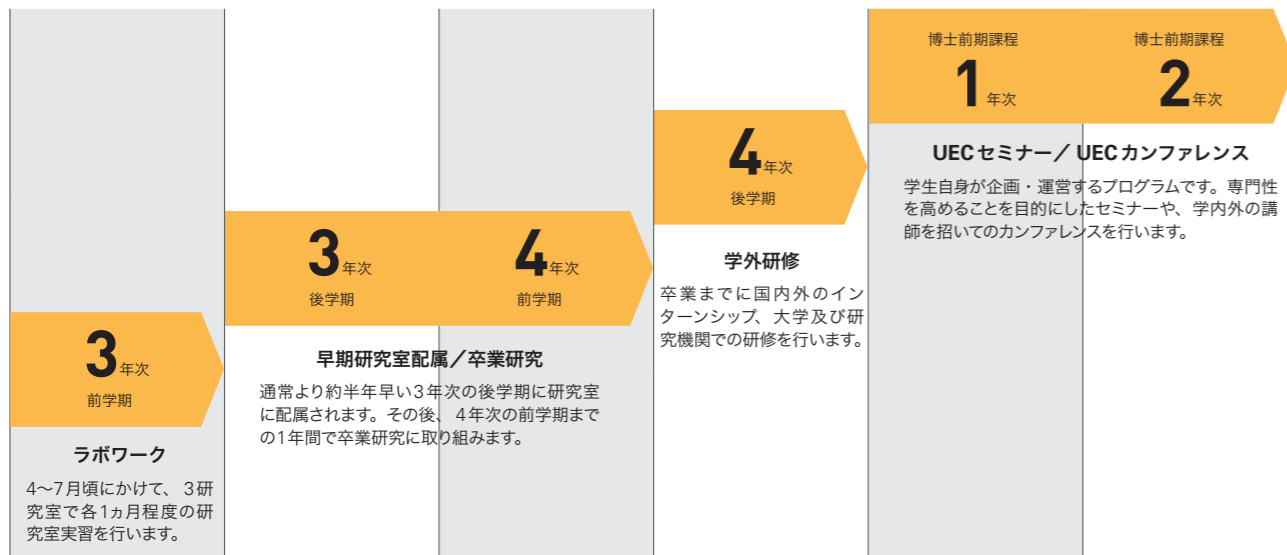 3年次
前学期
ラボワーク
4〜7月頃にかけて、3研
究室で各1ヵ月程度の研
究室実習を行います。
3年次
後学期
4年次
前学期
早期研究室配属／卒業研究
通常より約半年早い3年次の後学期に研究室
に配属されます。その後、4年次の前学期まで
の1年間で卒業研究に取り組みます。
4年次
後学期
学外研修
卒業までに国内外のイン
ターンシップ、大学及び研
究機関での研修を行います。
博士前期課程
1年次
博士前期課程
2年次
UECセミナー／UECカンファレンス
学生自身が企画・運営するプログラムです。専門性
を高めることを目的にしたセミナーや、学内外の講
師を招いてのカンファレンスを行います。